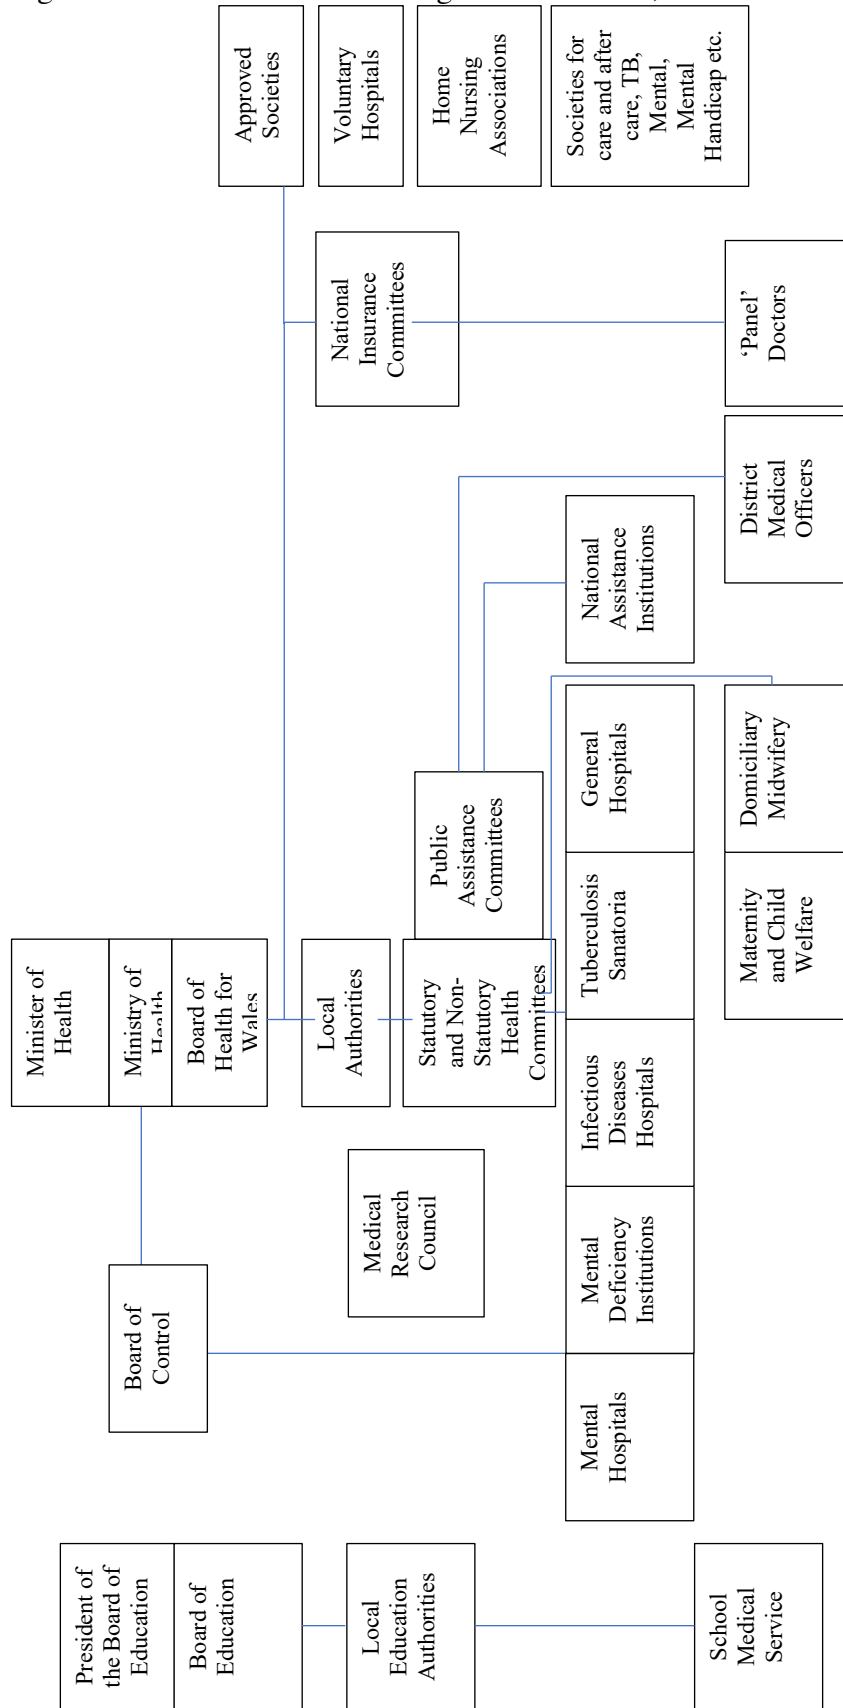 Minister of
Health
President of
the Board of
Education
Board of
Education
Board of
Control
Ministry of
Health
Board of
Health for
Wales
Approved
Societies
Local
Education
Authorities
Medical
Research
Council
Local
Authorities
National
Insurance
Committees
Voluntary
Hospitals
Statutory
and Non-
Statutory
Health
Committees
Public
Assistance
Committees
Home
Nursing
Associations
Mental
Hospitals
Mental
Deficiency
Institutions
Infectious
Diseases
Hospitals
Tuberculosis
Sanatoria
General
Hospitals
National
Assistance
Institutions
Societies for
care and after
care, TB,
Mental,
Mental
Handicap etc.
School
Medical
Service
Maternity
and Child
Welfare
Domiciliary
Midwifery
District
Medical
Officers
‘Panel’
Doctors